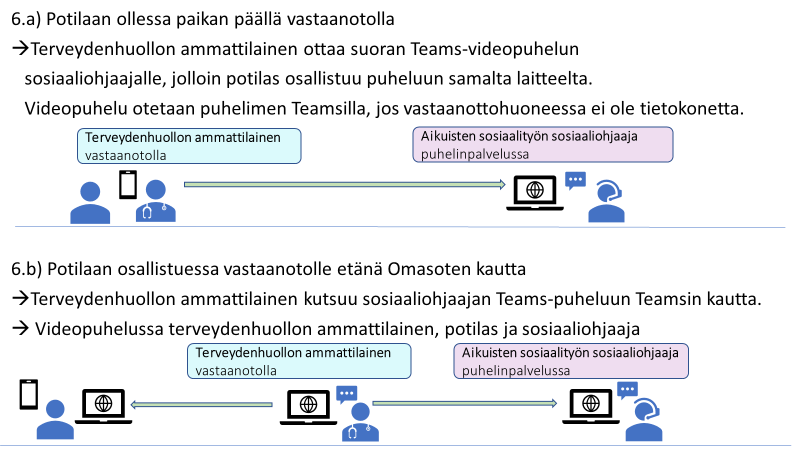 6.a) Potilaan ollessa paikan päällä vastaanotolla
→Terveydenhuollon ammattilainen ottaa suoran Teams-videopuhelun
sosiaaliohjaajalle, jolloin potilas osallistuu puheluun samalta laitteelta.
Videopuhelu otetaan puhelimen Teamsilla, jos vastaanottohuoneessa ei ole tietokonetta.
Terveydenhuollon ammattilainen
vastaanotolla
Aikuisten sosiaalityön sosiaaliohjaaja
puhelinpalvelussa
6.b) Potilaan osallistuessa vastaanotolle etänä Omasoten kautta
→Terveydenhuollon ammattilainen kutsuu sosiaaliohjaajan Teams-puheluun Teamsin kautta.
→ Videopuhelussa terveydenhuollon ammattilainen, potilas ja sosiaaliohjaaja
Terveydenhuollon ammattilainen
vastaanotolla
Aikuisten sosiaalityön sosiaaliohjaaja
puhelinpalvelussa